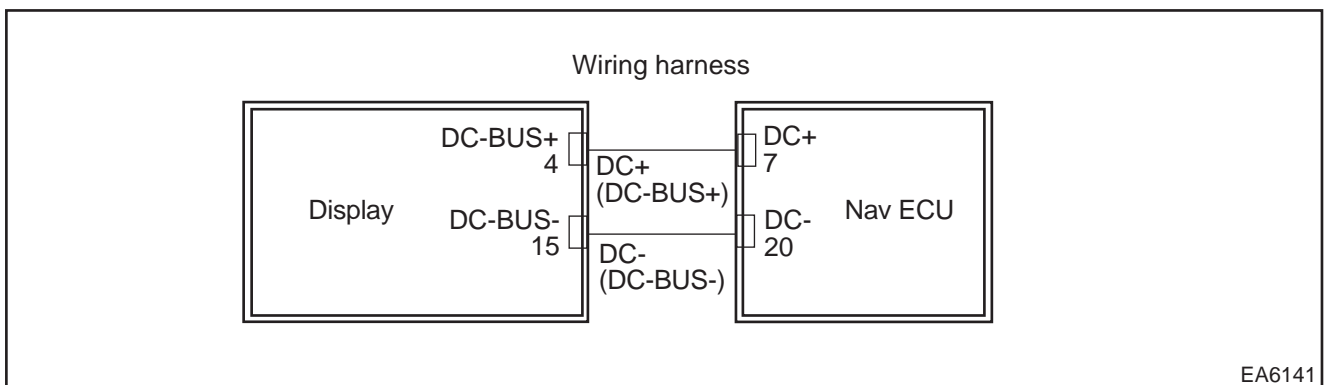 Wiring harness
DC-BUS+
4
DC+
7
DC+
(DC-BUS+)
Display
Nav ECU
DC-BUS-
15
DC-
20
DC-
(DC-BUS-)
EA6141